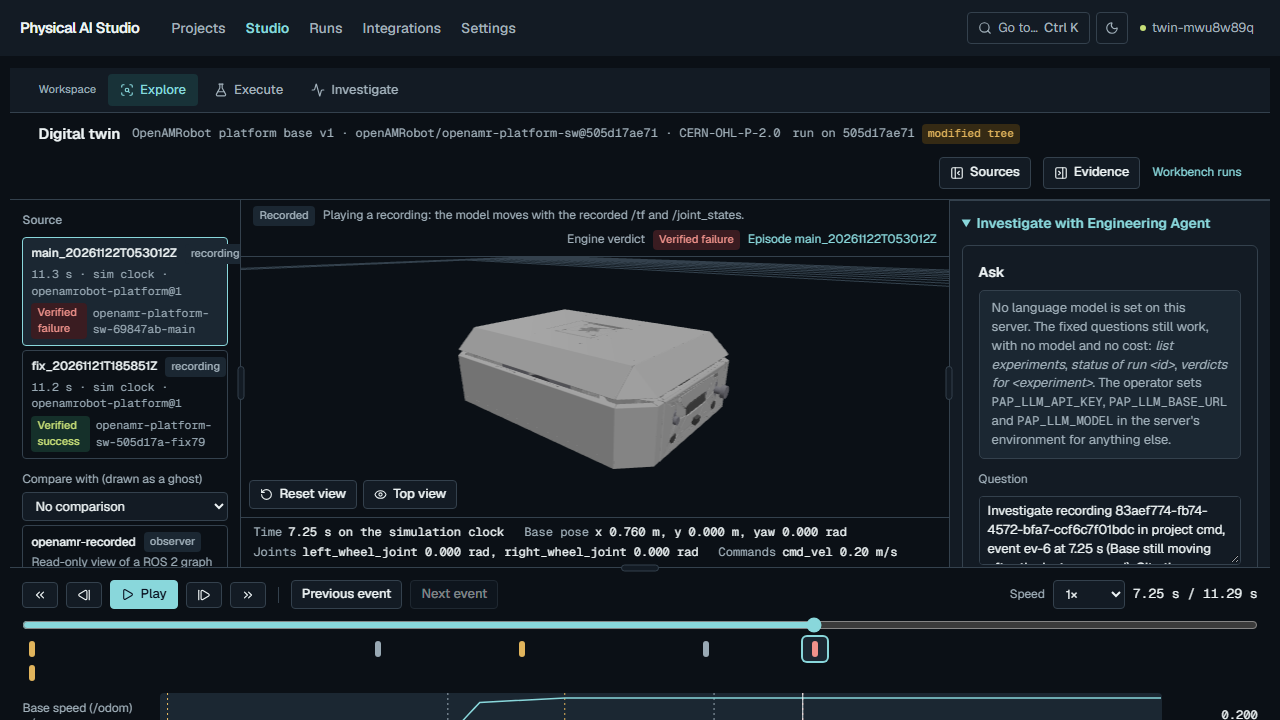 Physical AI Studio Projects Studio Runs Integrations Settings Go to… Ctrl K twin-mwu8w89q
Workspace Explore Execute Investigate
Digital twin OpenAMRobot platform base v1 · openAMRobot/openamr-platform-sw@505d17ae71 · CERN-OHL-P-2.0 run on 505d17ae71 modified tree
Sources Evidence Workbench runs
Source
main_20261122T053012Z recording
11.3 s · sim clock ·
openamrobot-platform@1
Verified failure openamr-platform-
sw-69847ab-main
fix_20261121T185851Z recording
11.2 s · sim clock ·
openamrobot-platform@1
Verified success openamr-platform-
sw-505d17a-fix79
Compare with (drawn as a ghost)
No comparison
openamr-recorded observer
Read-only view of a ROS 2 graph
Recorded Playing a recording: the model moves with the recorded /tf and /joint_states.
Engine verdict Verified failure Episode main_20261122T053012Z
Reset view Top view
Time 7.25 s on the simulation clock Base pose x 0.760 m, y 0.000 m, yaw 0.000 rad
Joints left_wheel_joint 0.000 rad, right_wheel_joint 0.000 rad Commands cmd_vel 0.20 m/s
Investigate with Engineering Agent
Ask
No language model is set on this
server. The fixed questions still work,
with no model and no cost: list
experiments, status of run <id>, verdicts
for <experiment>. The operator sets
PAP_LLM_API_KEY, PAP_LLM_BASE_URL
and PAP_LLM_MODEL in the server's
environment for anything else.
Question
Investigate recording 83aef774-fb74-
4572-bfa7-ccf6c7f01bdc in project cmd,
event ev-6 at 7.25 s (Base still moving
Play Previous event Next event Speed 1x 7.25 s / 11.29 s
Base speed (/odom) 0.200